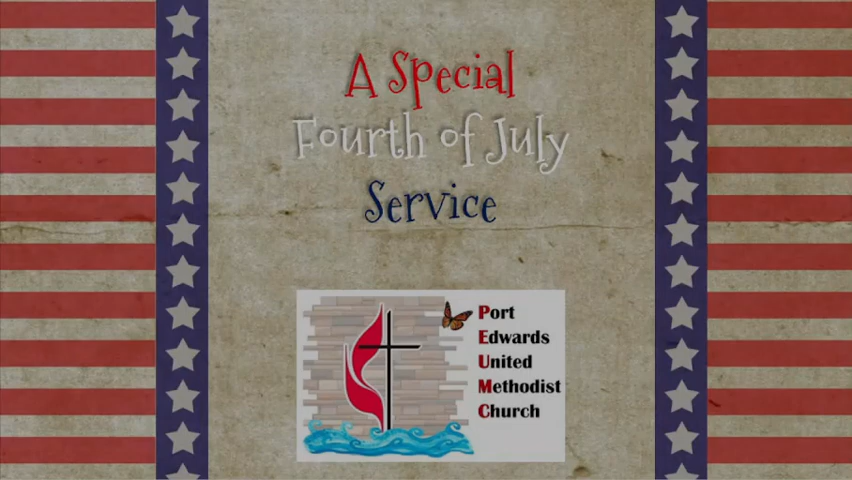 A Special
Fourth of July
Service
Port
Edwards
United
Methodist
Church